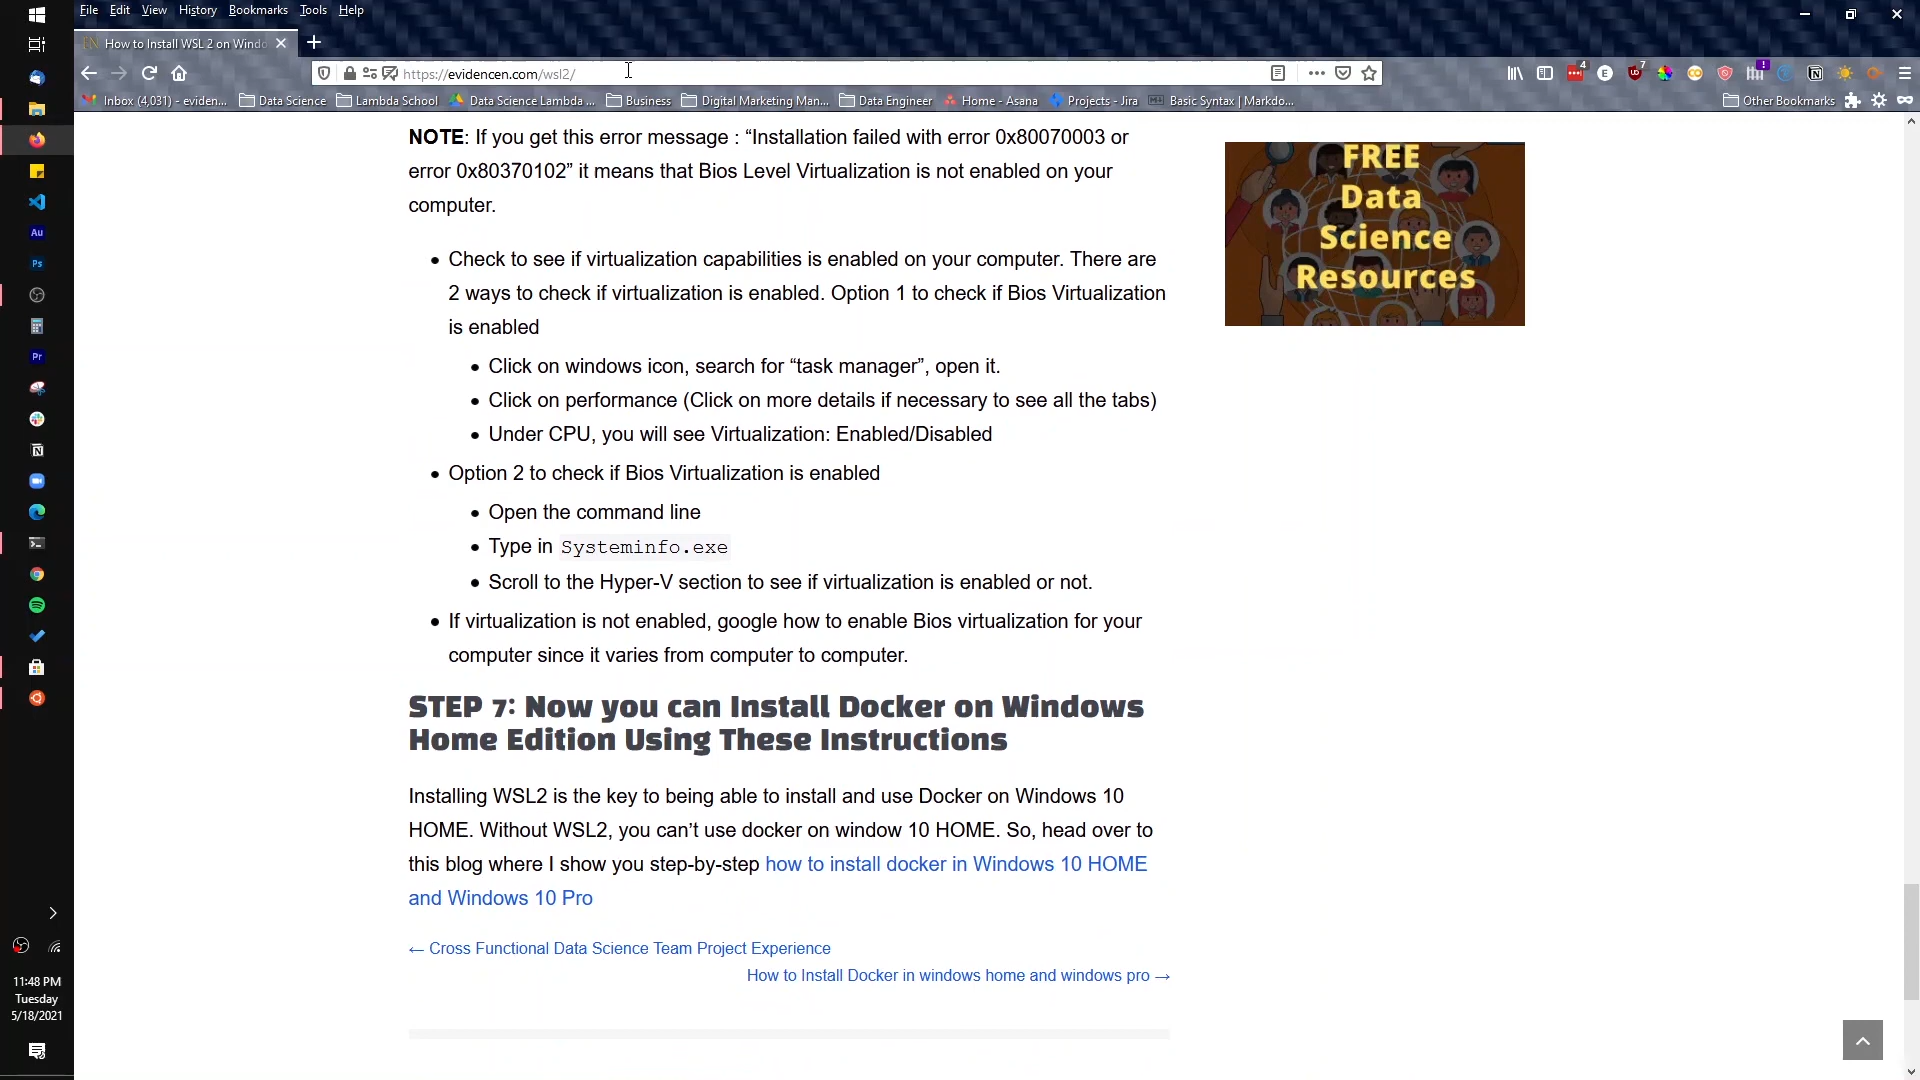 File Edit View History Bookmarks Tools Help
How to Install WSL 2 on Windo
https://evidencen.com/wsl2/
4
7
!
Inbox (4,031) - eviden...
Data Science
Lambda School
Data Science Lambda ...
Business
Digital Marketing Man...
Data Engineer
Home - Asana
Projects - Jira
Basic Syntax | Markdo...
Other Bookmarks
NOTE: If you get this error message : “Installation failed with error 0x80070003 or
error 0x80370102” it means that Bios Level Virtualization is not enabled on your
computer.
FREE
Data
Science
Resources
• Check to see if virtualization capabilities is enabled on your computer. There are
2 ways to check if virtualization is enabled. Option 1 to check if Bios Virtualization
is enabled
• Click on windows icon, search for “task manager”, open it.
• Click on performance (Click on more details if necessary to see all the tabs)
• Under CPU, you will see Virtualization: Enabled/Disabled
• Option 2 to check if Bios Virtualization is enabled
• Open the command line
• Type in Systeminfo.exe
• Scroll to the Hyper-V section to see if virtualization is enabled or not.
• If virtualization is not enabled, google how to enable Bios virtualization for your
computer since it varies from computer to computer.
STEP 7: Now you can Install Docker on Windows
Home Edition Using These Instructions
Installing WSL2 is the key to being able to install and use Docker on Windows 10
HOME. Without WSL2, you can’t use docker on window 10 HOME. So, head over to
this blog where I show you step-by-step how to install docker in Windows 10 HOME
and Windows 10 Pro
← Cross Functional Data Science Team Project Experience
How to Install Docker in windows home and windows pro →
Au
Ps
Pr
11:48 PM
Tuesday
5/18/2021